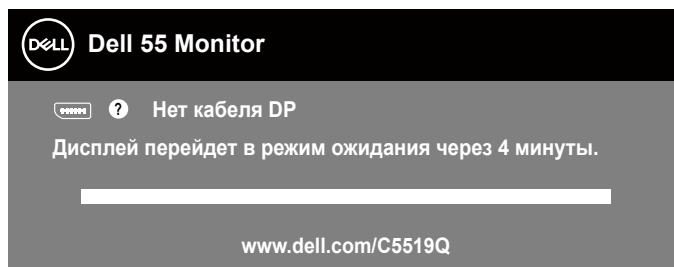 DELL Dell 55 Monitor
? Нет кабеля DP
Дисплей перейдет в режим ожидания через 4 минуты.
www.dell.com/C5519Q